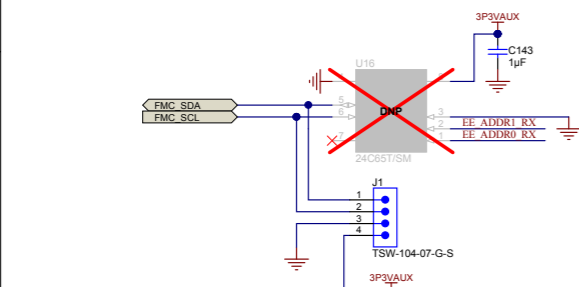 3P3VAUX
C143
1µF
U16
FMC_SDA
FMC_SCL
5
6
7
DNP
3
2
1
EE_ADDR1_RX
EE_ADDR0_RX
24C65T/SM
J1
1
2
3
4
TSW-104-07-G-S
3P3VAUX